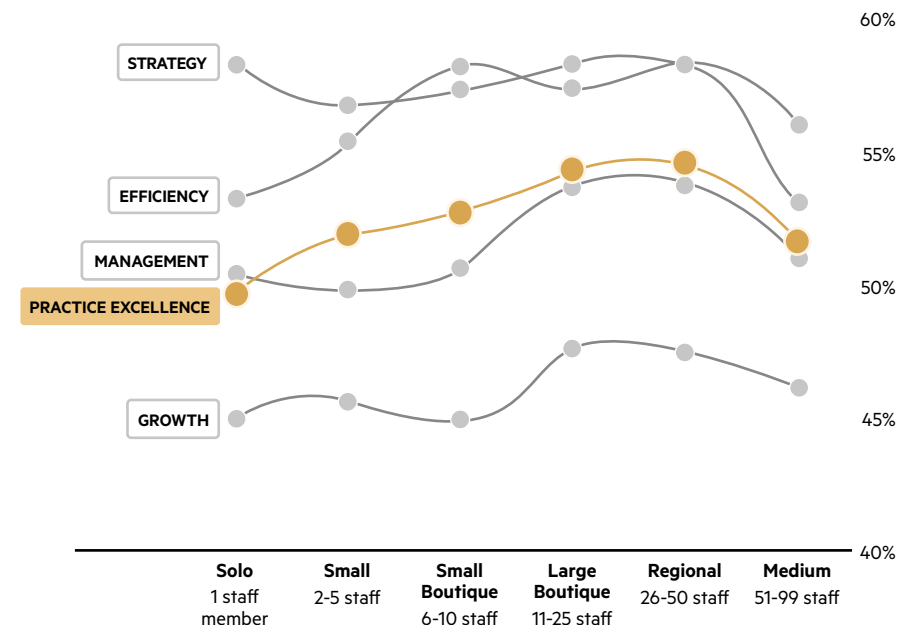 60%
STRATEGY
55%
EFFICIENCY
MANAGEMENT
50%
PRACTICE EXCELLENCE
GROWTH
45%
40%
Solo
1 staff
member
Small
2-5 staff
Small
Boutique
6-10 staff
Large
Boutique
11-25 staff
Regional
26-50 staff
Medium
51-99 staff